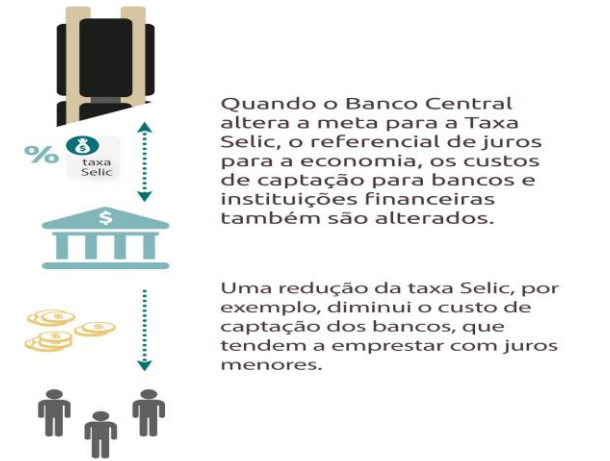 %
$
taxa
Selic
$
Quando o Banco Central
altera a meta para a Taxa
Selic, o referencial de juros
para a economia, os custos
de captação para bancos e
instituições financeiras
também são alterados.
Uma redução da taxa Selic, por
exemplo, diminui o custo de
captação dos bancos, que
tendem a emprestar com juros
menores.